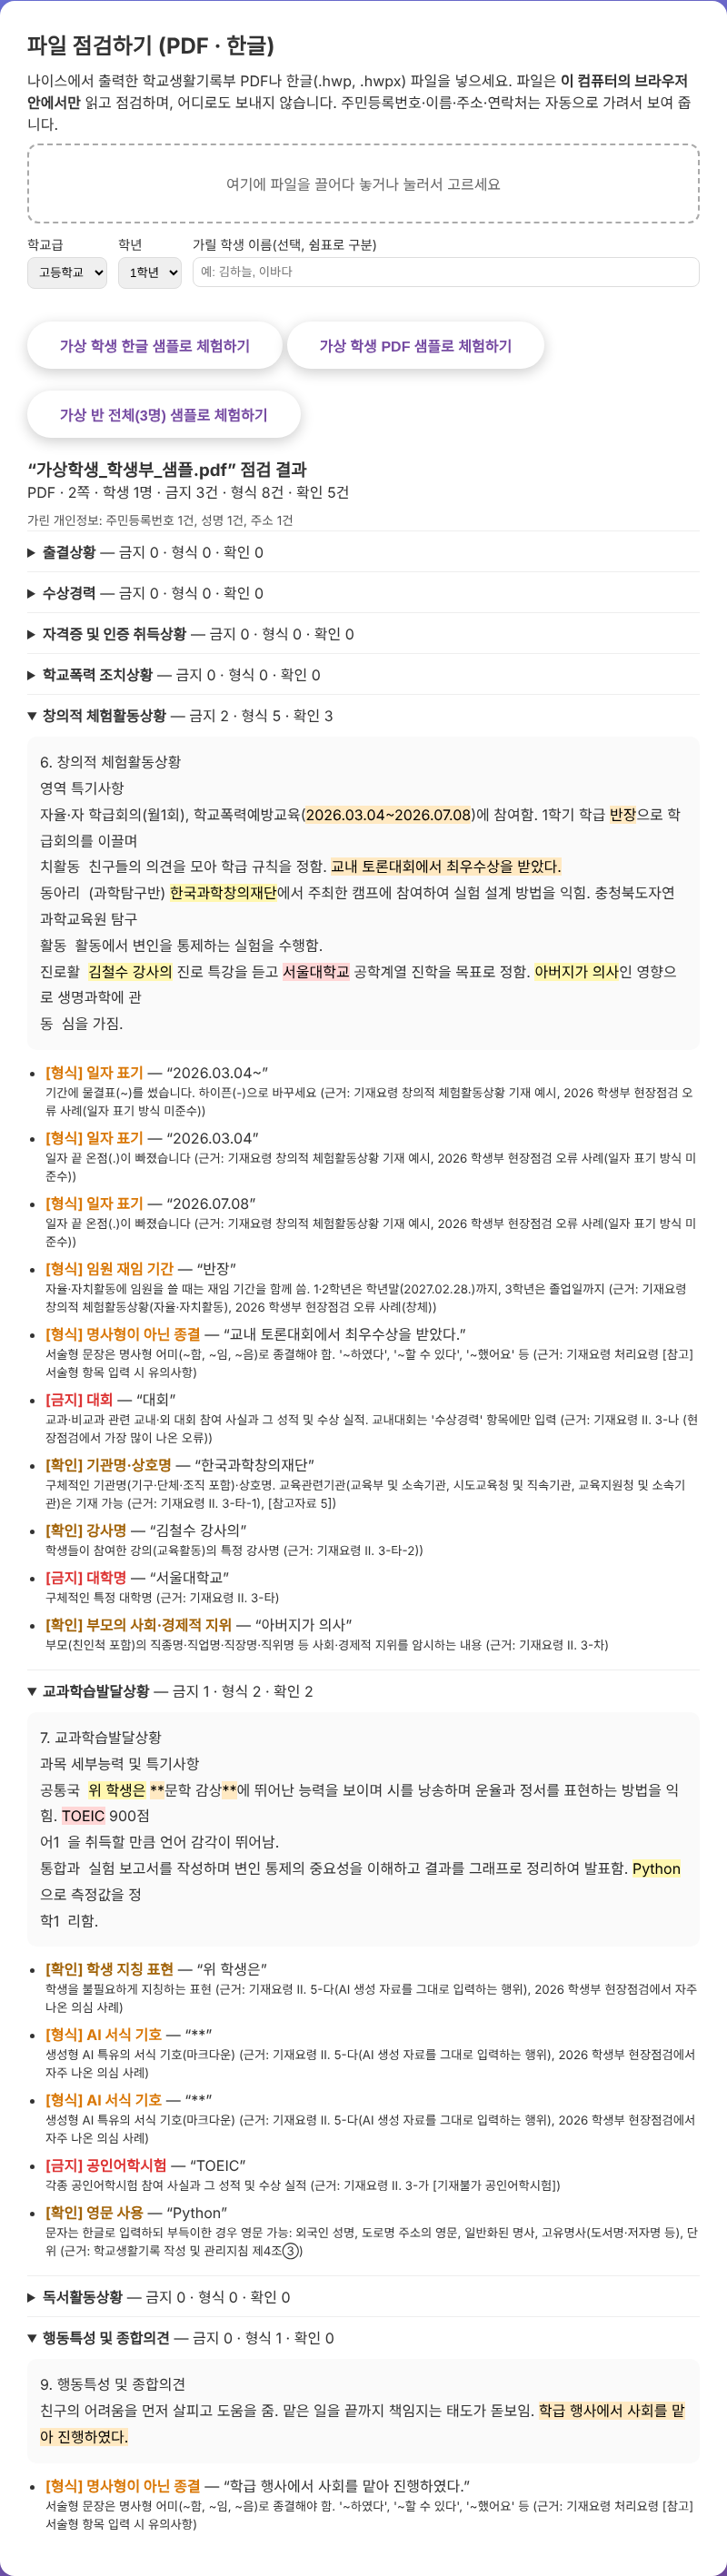 파일 점검하기 (PDF · 한글)
나이스에서 출력한 학교생활기록부 PDF나 한글(.hwp, .hwpx) 파일을 넣으세요. 파일은 이 컴퓨터의 브라우저
안에서만 읽고 점검하며, 어디로도 보내지 않습니다. 주민등록번호·이름·주소·연락처는 자동으로 가려서 보여 줍
니다.
여기에 파일을 끌어다 놓거나 눌러서 고르세요
학교급 학년 가릴 학생 이름(선택, 쉼표로 구분)
고등학교 1학년 예: 김하늘, 이바다
가상 학생 한글 샘플로 체험하기 가상 학생 PDF 샘플로 체험하기
가상 반 전체(3명) 샘플로 체험하기
“가상학생_학생부_샘플.pdf” 점검 결과
PDF · 2쪽 · 학생 1명 · 금지 3건 · 형식 8건 · 확인 5건
가린 개인정보: 주민등록번호 1건, 성명 1건, 주소 1건
▶ 출결상황 — 금지 0 · 형식 0 · 확인 0
▶ 수상경력 — 금지 0 · 형식 0 · 확인 0
▶ 자격증 및 인증 취득상황 — 금지 0 · 형식 0 · 확인 0
▶ 학교폭력 조치상황 — 금지 0 · 형식 0 · 확인 0
▼ 창의적 체험활동상황 — 금지 2 · 형식 5 · 확인 3
6. 창의적 체험활동상황
영역 특기사항
자율·자 학급회의(월1회), 학교폭력예방교육(2026.03.04~2026.07.08)에 참여함. 1학기 학급 반장으로 학
급회의를 이끌며
치활동 친구들의 의견을 모아 학급 규칙을 정함. 교내 토론대회에서 최우수상을 받았다.
동아리 (과학탐구반) 한국과학창의재단에서 주최한 캠프에 참여하여 실험 설계 방법을 익힘. 충청북도자연
과학교육원 탐구
활동 활동에서 변인을 통제하는 실험을 수행함.
진로활 김철수 강사의 진로 특강을 듣고 서울대학교 공학계열 진학을 목표로 정함. 아버지가 의사인 영향으
로 생명과학에 관
동 심을 가짐.
• [형식] 일자 표기 — “2026.03.04~”
기간에 물결표(~)를 썼습니다. 하이픈(-)으로 바꾸세요 (근거: 기재요령 창의적 체험활동상황 기재 예시, 2026 학생부 현장점검 오
류 사례(일자 표기 방식 미준수))
• [형식] 일자 표기 — “2026.03.04”
일자 끝 온점(.)이 빠졌습니다 (근거: 기재요령 창의적 체험활동상황 기재 예시, 2026 학생부 현장점검 오류 사례(일자 표기 방식 미
준수))
• [형식] 일자 표기 — “2026.07.08”
일자 끝 온점(.)이 빠졌습니다 (근거: 기재요령 창의적 체험활동상황 기재 예시, 2026 학생부 현장점검 오류 사례(일자 표기 방식 미
준수))
• [형식] 임원 재임 기간 — “반장”
자율·자치활동에 임원을 쓸 때는 재임 기간을 함께 씀. 1·2학년은 학년말(2027.02.28.)까지, 3학년은 졸업일까지 (근거: 기재요령
창의적 체험활동상황(자율·자치활동), 2026 학생부 현장점검 오류 사례(창체))
• [형식] 명사형이 아닌 종결 — “교내 토론대회에서 최우수상을 받았다.”
서술형 문장은 명사형 어미(~함, ~임, ~음)로 종결해야 함. '~하였다', '~할 수 있다', '~했어요' 등 (근거: 기재요령 처리요령 [참고]
서술형 항목 입력 시 유의사항)
• [금지] 대회 — “대회”
교과·비교과 관련 교내·외 대회 참여 사실과 그 성적 및 수상 실적. 교내대회는 '수상경력' 항목에만 입력 (근거: 기재요령 II. 3-나 (현
장점검에서 가장 많이 나온 오류))
• [확인] 기관명·상호명 — “한국과학창의재단”
구체적인 기관명(기구·단체·조직 포함)·상호명. 교육관련기관(교육부 및 소속기관, 시도교육청 및 직속기관, 교육지원청 및 소속기
관)은 기재 가능 (근거: 기재요령 II. 3-타-1), [참고자료 5])
• [확인] 강사명 — “김철수 강사의”
학생들이 참여한 강의(교육활동)의 특정 강사명 (근거: 기재요령 II. 3-타-2))
• [금지] 대학명 — “서울대학교”
구체적인 특정 대학명 (근거: 기재요령 II. 3-타)
• [확인] 부모의 사회·경제적 지위 — “아버지가 의사”
부모(친인척 포함)의 직종명·직업명·직장명·직위명 등 사회·경제적 지위를 암시하는 내용 (근거: 기재요령 II. 3-차)
▼ 교과학습발달상황 — 금지 1 · 형식 2 · 확인 2
7. 교과학습발달상황
과목 세부능력 및 특기사항
공통국 위 학생은 **문학 감상**에 뛰어난 능력을 보이며 시를 낭송하며 운율과 정서를 표현하는 방법을 익
힘. TOEIC 900점
어1 을 취득할 만큼 언어 감각이 뛰어남.
통합과 실험 보고서를 작성하며 변인 통제의 중요성을 이해하고 결과를 그래프로 정리하여 발표함. Python
으로 측정값을 정
학1 리함.
• [확인] 학생 지칭 표현 — “위 학생은”
학생을 불필요하게 지칭하는 표현 (근거: 기재요령 II. 5-다(AI 생성 자료를 그대로 입력하는 행위), 2026 학생부 현장점검에서 자주
나온 의심 사례)
• [형식] AI 서식 기호 — “**”
생성형 AI 특유의 서식 기호(마크다운) (근거: 기재요령 II. 5-다(AI 생성 자료를 그대로 입력하는 행위), 2026 학생부 현장점검에서
자주 나온 의심 사례)
• [형식] AI 서식 기호 — “**”
생성형 AI 특유의 서식 기호(마크다운) (근거: 기재요령 II. 5-다(AI 생성 자료를 그대로 입력하는 행위), 2026 학생부 현장점검에서
자주 나온 의심 사례)
• [금지] 공인어학시험 — “TOEIC”
각종 공인어학시험 참여 사실과 그 성적 및 수상 실적 (근거: 기재요령 II. 3-가 [기재불가 공인어학시험])
• [확인] 영문 사용 — “Python”
문자는 한글로 입력하되 부득이한 경우 영문 가능: 외국인 성명, 도로명 주소의 영문, 일반화된 명사, 고유명사(도서명·저자명 등), 단
위 (근거: 학교생활기록 작성 및 관리지침 제4조③)
▶ 독서활동상황 — 금지 0 · 형식 0 · 확인 0
▼ 행동특성 및 종합의견 — 금지 0 · 형식 1 · 확인 0
9. 행동특성 및 종합의견
친구의 어려움을 먼저 살피고 도움을 줌. 맡은 일을 끝까지 책임지는 태도가 돋보임. 학급 행사에서 사회를 맡
아 진행하였다.
• [형식] 명사형이 아닌 종결 — “학급 행사에서 사회를 맡아 진행하였다.”
서술형 문장은 명사형 어미(~함, ~임, ~음)로 종결해야 함. '~하였다', '~할 수 있다', '~했어요' 등 (근거: 기재요령 처리요령 [참고]
서술형 항목 입력 시 유의사항)